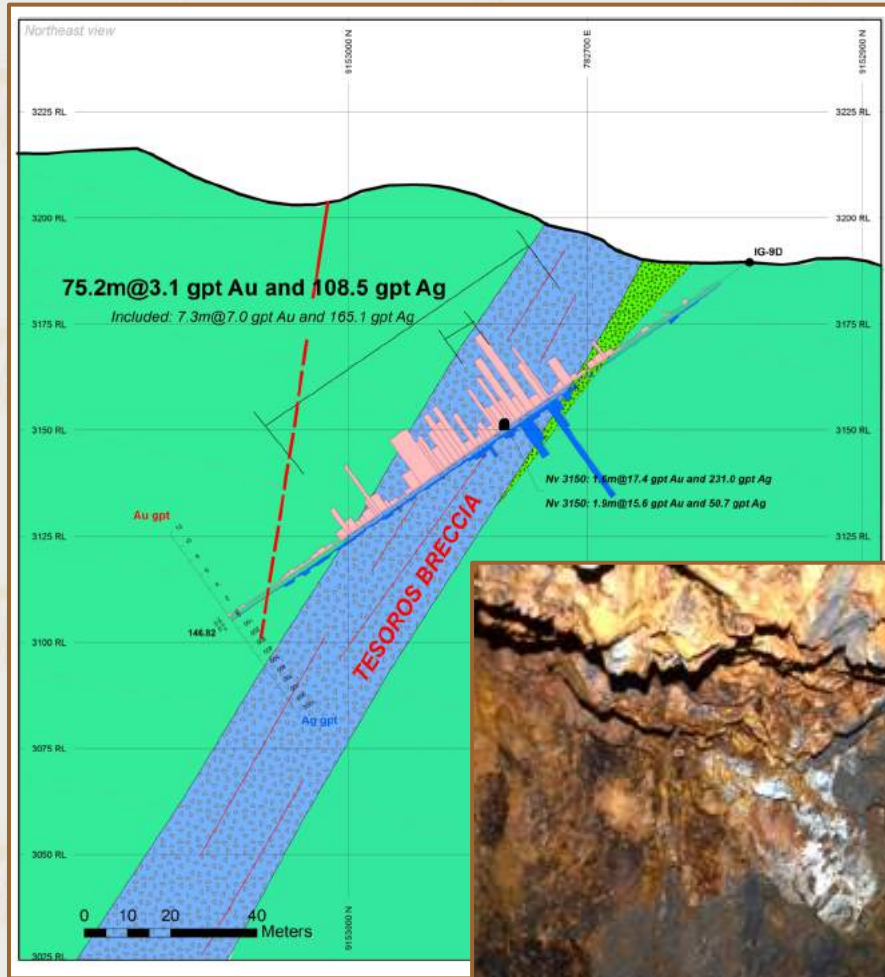 Northeast view
9153000 N
782700 E
9152900 N
3225 RL
3225 RL
3200 RL
3200 RL
IG-9D
75.2m@3.1 gpt Au and 108.5 gpt Ag
Included: 7.3m@7.0 gpt Au and 165.1 gpt Ag
3175 RL
3175 RL
3150 RL
3150 RL
Nv 3150: 1.6m@17.4 gpt Au and 231.0 gpt Ag
Nv 3150: 1.9m@15.6 gpt Au and 50.7 gpt Ag
Au gpt
3125 RL
3125 RL
TESOROS BRECCIA
146.82
3100 RL
Ag gpt
3075 RL
3050 RL
0 10 20 40
Meters
9153000 N
3025 RL